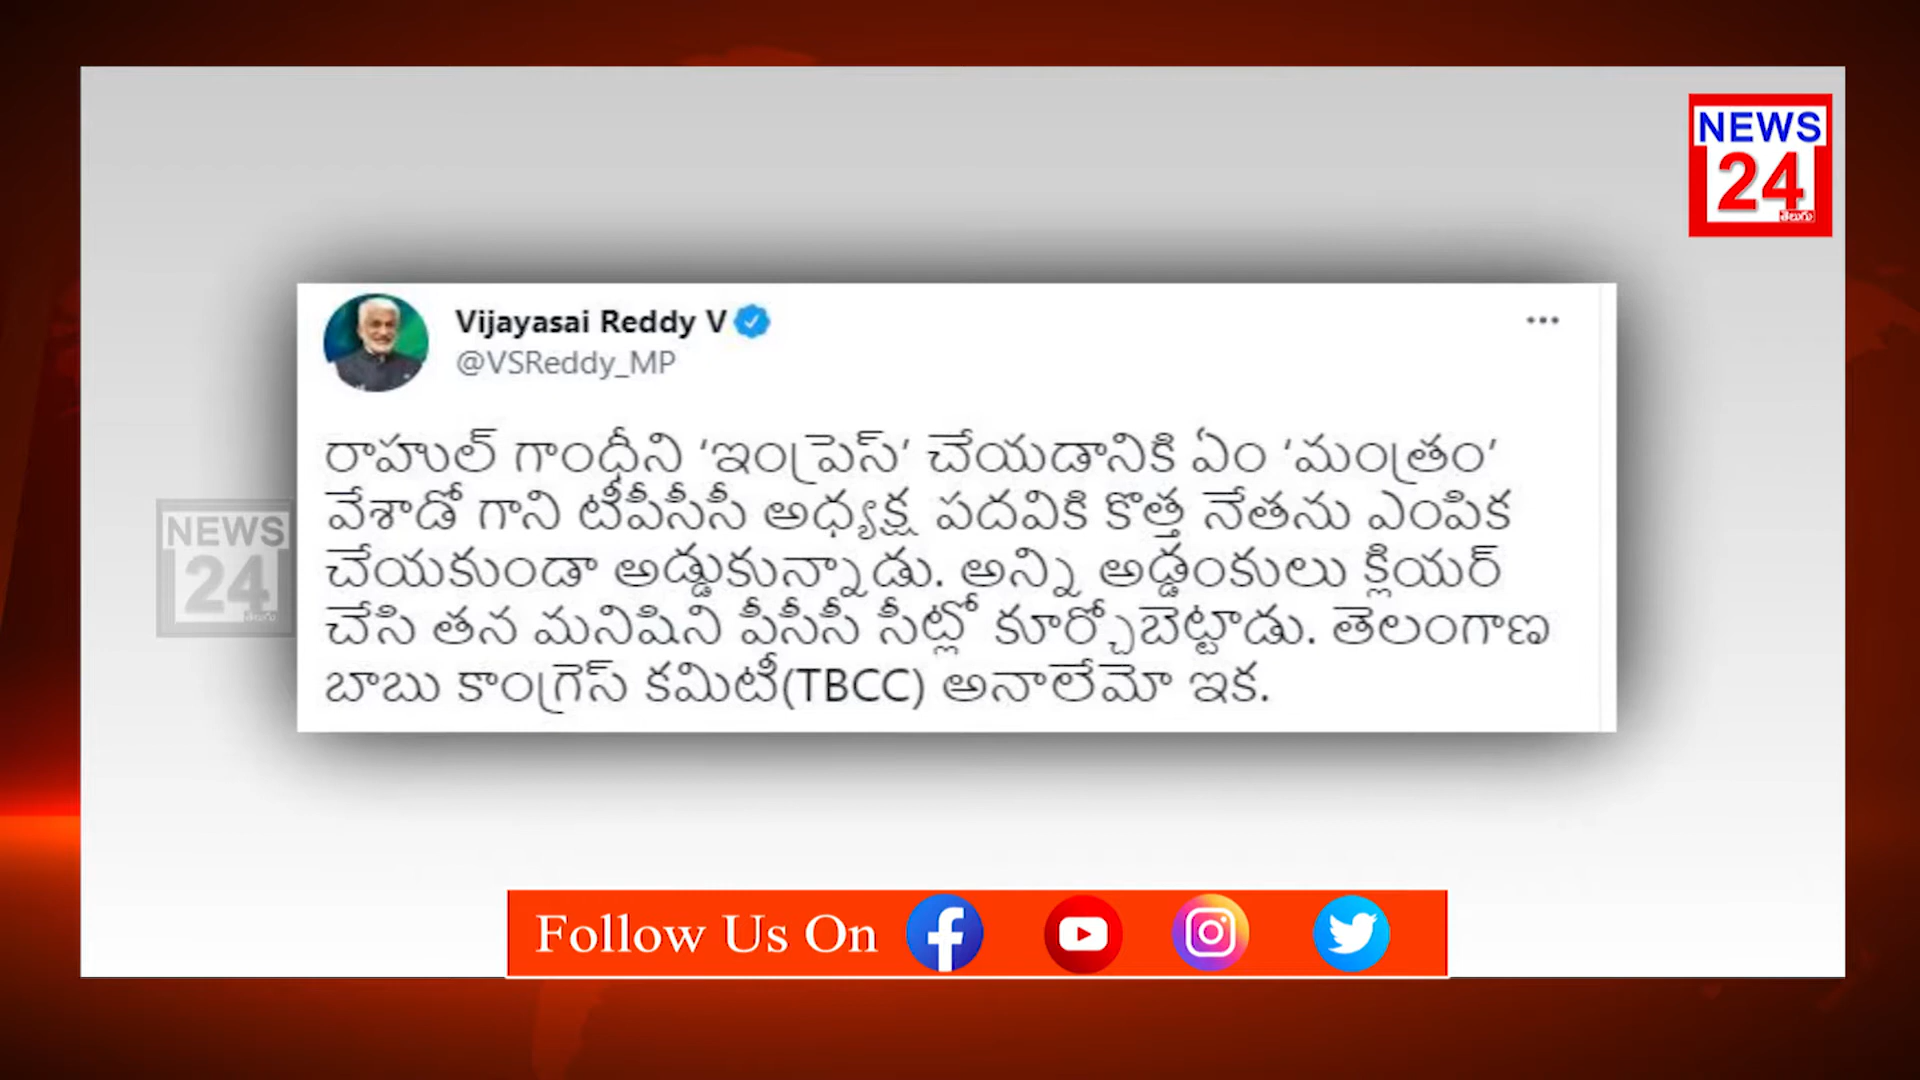 NEWS
24
తెలుగు
Vijayasai Reddy V
@VSReddy_MP
రాహుల్ గాంధీని ‘ఇంప్రెస్’ చేయడానికి ఏం ‘మంత్రం’
వేశాడో గాని టీపీసీసీ అధ్యక్ష పదవికి కొత్త నేతను ఎంపిక
చేయకుండా అడ్డుకున్నాడు. అన్ని అడ్డంకులు క్లియర్
చేసి తన మనిషిని పీసీసీ సీట్లో కూర్చోబెట్టాడు. తెలంగాణ
బాబు కాంగ్రెస్ కమిటీ(TBCC) అనాలేమో ఇక.
NEWS
24
తెలుగు
Follow Us On